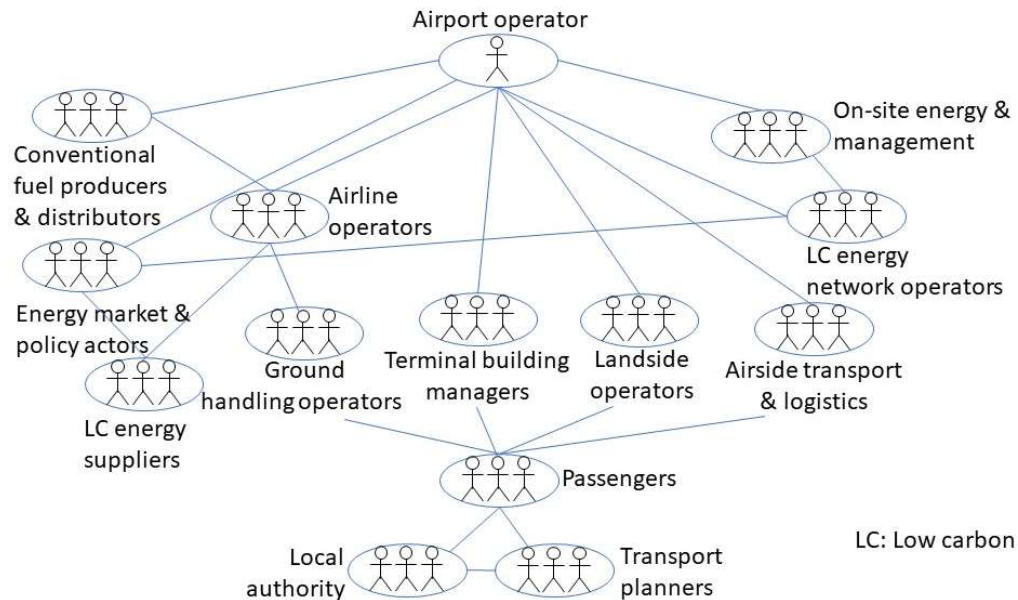 Airport operator
Conventional
fuel producers
& distributors
On-site energy &
management
Airline
operators
LC energy
network operators
Energy market &
policy actors
Ground
handling operators
Terminal building
managers
Landside
operators
Airside transport
& logistics
LC energy
suppliers
Passengers
LC: Low carbon
Local
authority
Transport
planners